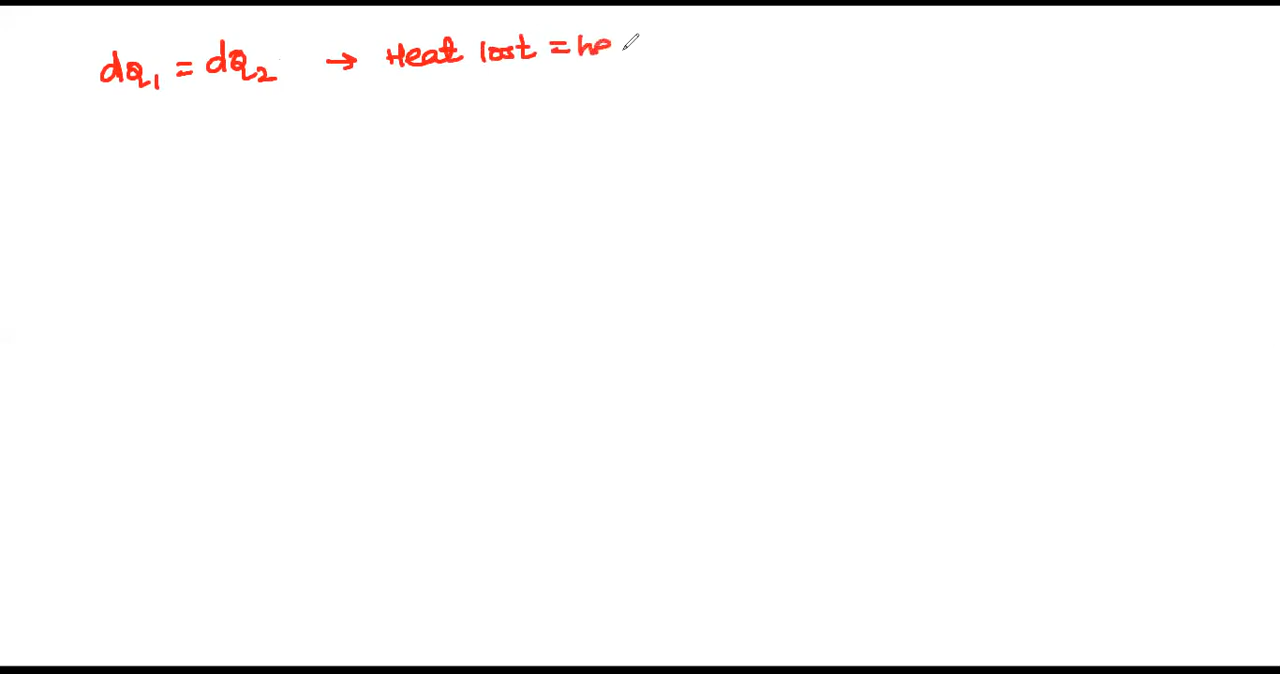 dQ₁ = dQ₂ → Heat lost = he